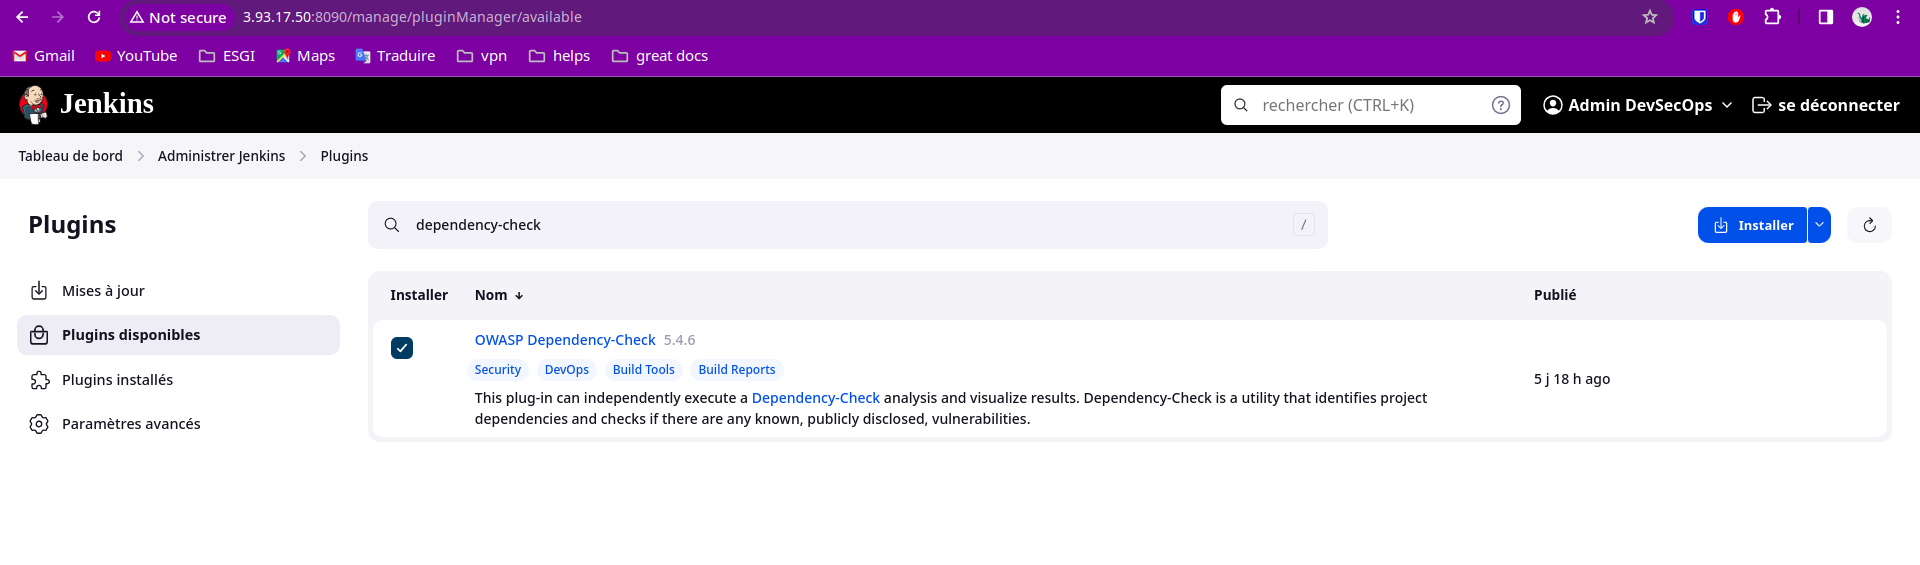 Not secure 3.93.17.50:8090/manage/pluginManager/available
Gmail YouTube ESGI Maps Traduire vpn helps great docs
Jenkins rechercher (CTRL+K) ? Admin DevSecOps se déconnecter
Tableau de bord Administrer Jenkins Plugins
Plugins dependency-check / Installer
Mises à jour
Plugins disponibles
Plugins installés
Paramètres avancés
Installer Nom ↓ Publié
OWASP Dependency-Check 5.4.6
Security DevOps Build Tools Build Reports
This plug-in can independently execute a Dependency-Check analysis and visualize results. Dependency-Check is a utility that identifies project
dependencies and checks if there are any known, publicly disclosed, vulnerabilities.
5 j 18 h ago